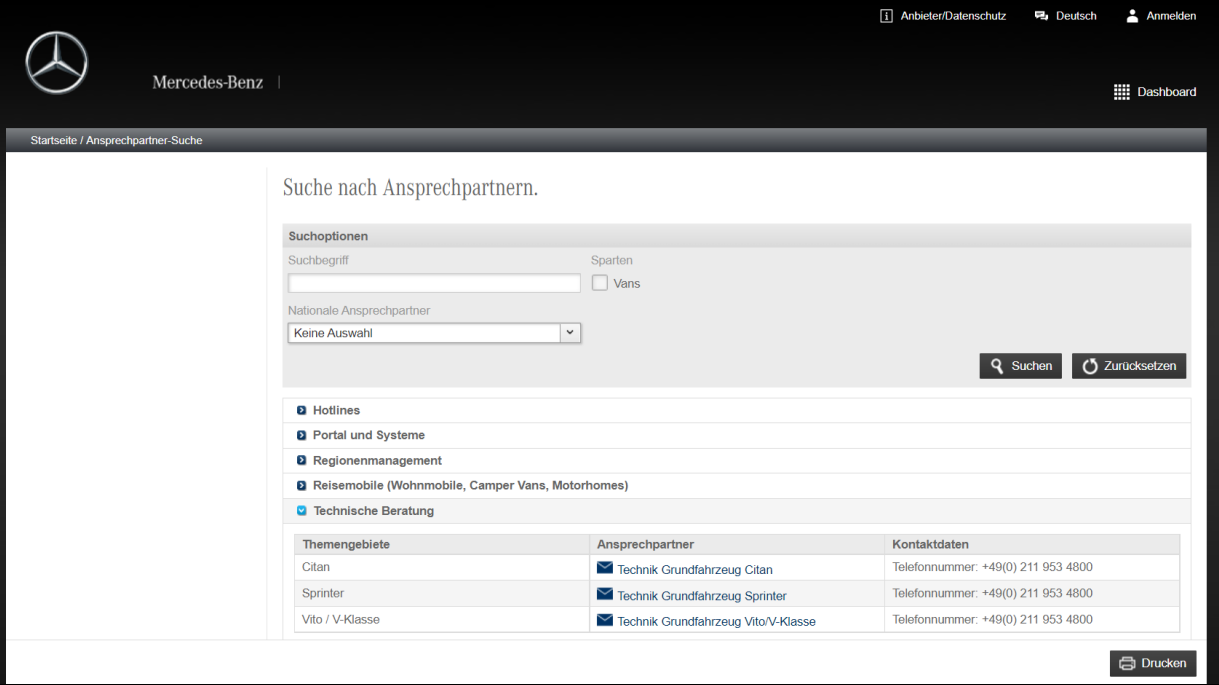 Anbieter/Datenschutz Deutsch Anmelden
Mercedes-Benz
Dashboard
Startseite / Ansprechpartner-Suche
Suche nach Ansprechpartnern.
Suchoptionen
Suchbegriff Sparten
Vans
Nationale Ansprechpartner
Keine Auswahl
Suchen Zurücksetzen
Hotlines
Portal und Systeme
Regionenmanagement
Reisemobile (Wohnmobile, Camper Vans, Motorhomes)
Technische Beratung
Themengebiete Ansprechpartner Kontaktdaten
Citan Technik Grundfahrzeug Citan Telefonnummer: +49(0) 211 953 4800
Sprinter Technik Grundfahrzeug Sprinter Telefonnummer: +49(0) 211 953 4800
Vito / V-Klasse Technik Grundfahrzeug Vito/V-Klasse Telefonnummer: +49(0) 211 953 4800
Drucken